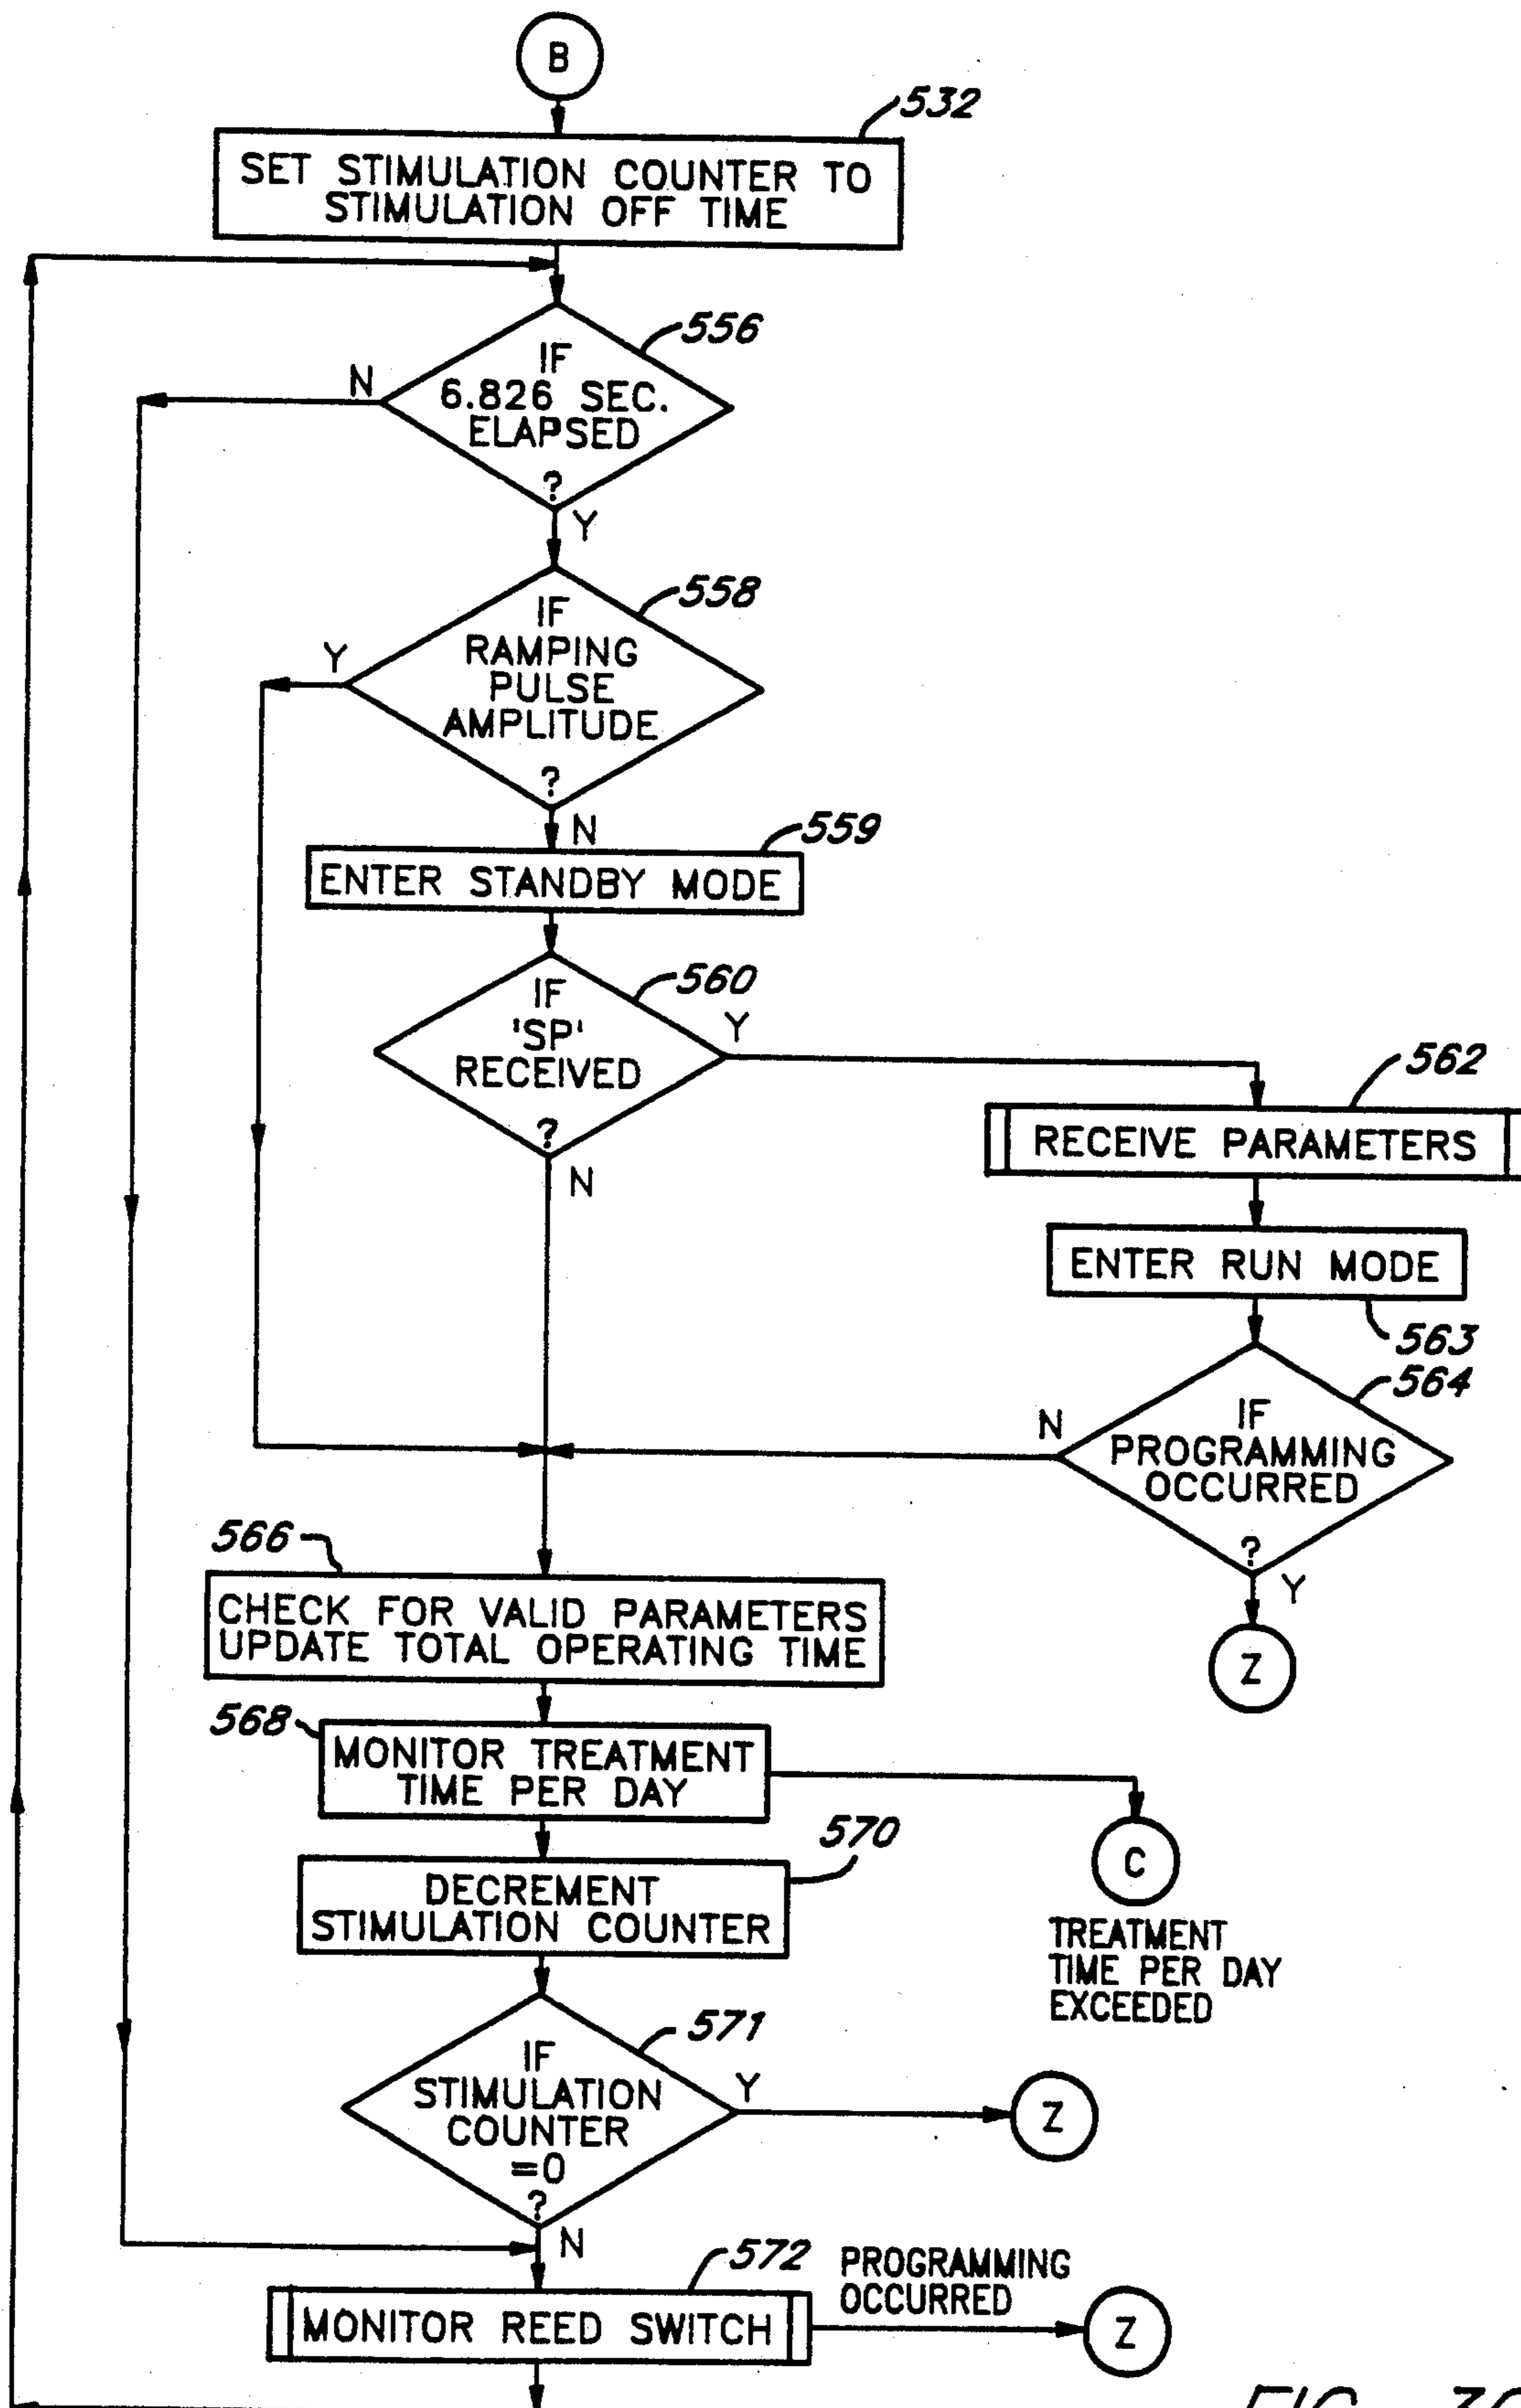 B
532
SET STIMULATION COUNTER TO
STIMULATION OFF TIME
556
IF
6.826 SEC.
ELAPSED
?
N
Y
558
IF
RAMPING
PULSE
AMPLITUDE
?
Y
N
559
ENTER STANDBY MODE
560
IF
'SP'
RECEIVED
?
Y
N
562
RECEIVE PARAMETERS
ENTER RUN MODE
563
564
IF
PROGRAMMING
OCCURRED
?
N
Y
Z
566
CHECK FOR VALID PARAMETERS
UPDATE TOTAL OPERATING TIME
568
MONITOR TREATMENT
TIME PER DAY
C
TREATMENT
TIME PER DAY
EXCEEDED
570
DECREMENT
STIMULATION COUNTER
571
IF
STIMULATION
COUNTER
=0
?
Y
Z
N
572
MONITOR REED SWITCH
PROGRAMMING
OCCURRED
Z